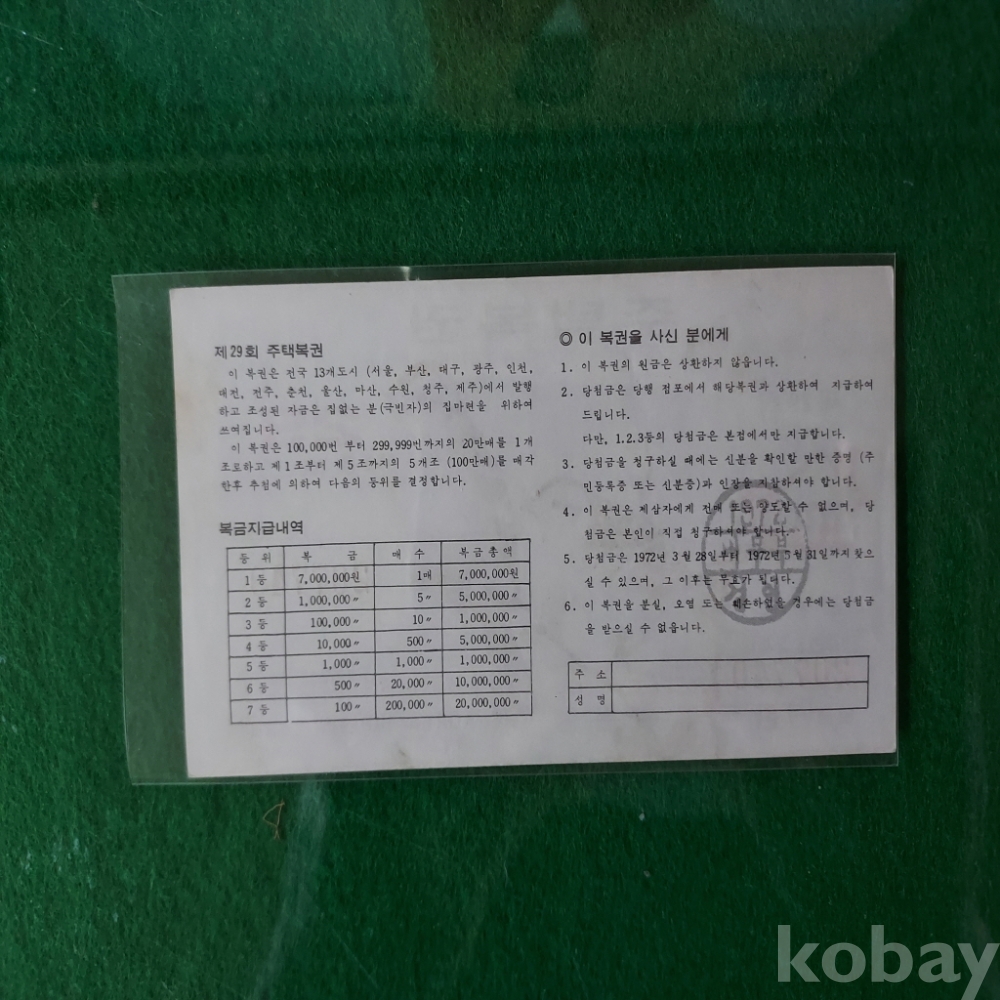 제29회 주택복권
이 복권은 전국 13개도시 (서울, 부산, 대구, 광주, 인천,
대전, 전주, 춘천, 울산, 마산, 수원, 청주, 제주)에서 발행
하고 조성된 자금은 집없는 분(극빈자)의 집마련을 위하여
쓰여집니다.
이 복권은 100,000번 부터 299,999번까지의 20만매를 1개
조로하고 제1조부터 제5조까지의 5개조 (100만매)를 매각
한후 추첨에 의하여 다음의 등위를 결정합니다.
복금지급내역
등 위 복 금 매 수 복금총액
1 등 7,000,000원 1매 7,000,000원
2 등 1,000,000〃 5〃 5,000,000〃
3 등 100,000〃 10〃 1,000,000〃
4 등 10,000〃 500〃 5,000,000〃
5 등 1,000〃 1,000〃 1,000,000〃
6 등 500〃 20,000〃 10,000,000〃
7 등 100〃 200,000〃 20,000,000〃
◎ 이 복권을 사신 분에게
1. 이 복권의 원금은 상환하지 않읍니다.
2. 당첨금은 당행 점포에서 해당복권과 상환하여 지급하여
드립니다.
다만, 1.2.3등의 당첨금은 본점에서만 지급합니다.
3. 당첨금을 청구하실 때에는 신분을 확인할 만한 증명 (주
민등록증 또는 신분증)과 인장을 지참하셔야 합니다.
4. 이 복권은 제삼자에게 전매 또는 양도할 수 없으며, 당
첨금은 본인이 직접 청구하셔야 합니다.
5. 당첨금은 1972년 3월 28일부터 1972년 5월 31일까지 찾으
실 수 있으며, 그 이후는 무효가 됩니다.
6. 이 복권을 분실, 오염 또는 훼손하였을 경우에는 당첨금
을 받으실 수 없읍니다.
주 소
성 명
kobay